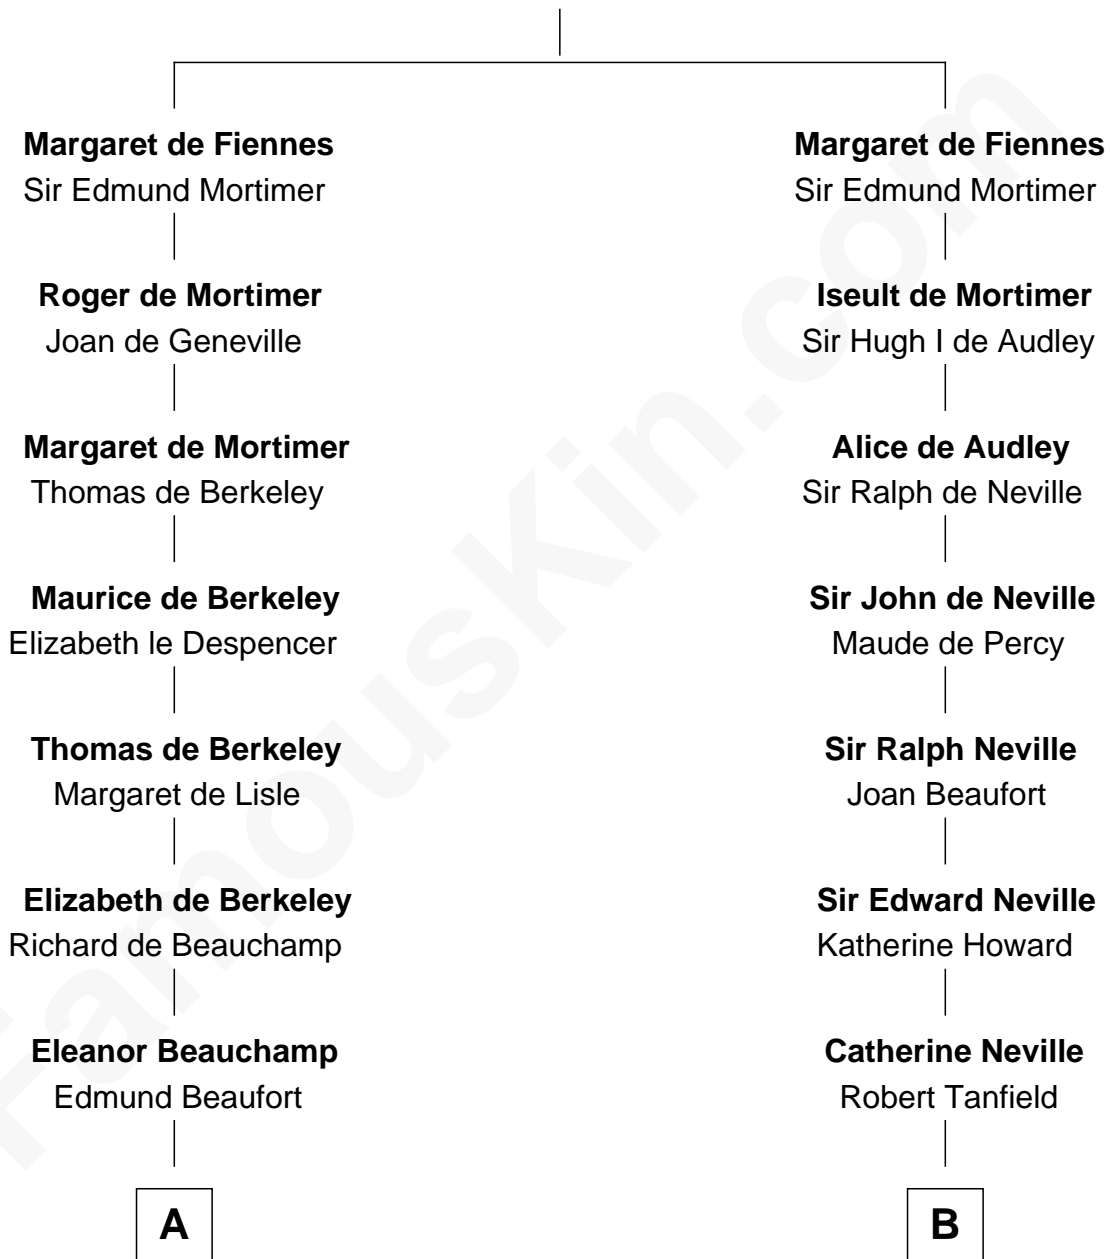 Margaret de Fiennes
Sir Edmund Mortimer
Roger de Mortimer
Joan de Geneville
Margaret de Mortimer
Thomas de Berkeley
Maurice de Berkeley
Elizabeth le Despencer
Thomas de Berkeley
Margaret de Lisle
Elizabeth de Berkeley
Richard de Beauchamp
Eleanor Beauchamp
Edmund Beaufort
A
Margaret de Fiennes
Sir Edmund Mortimer
Iseult de Mortimer
Sir Hugh I de Audley
Alice de Audley
Sir Ralph de Neville
Sir John de Neville
Maude de Percy
Sir Ralph Neville
Joan Beaufort
Sir Edward Neville
Katherine Howard
Catherine Neville
Robert Tanfield
B
FamousKin.com